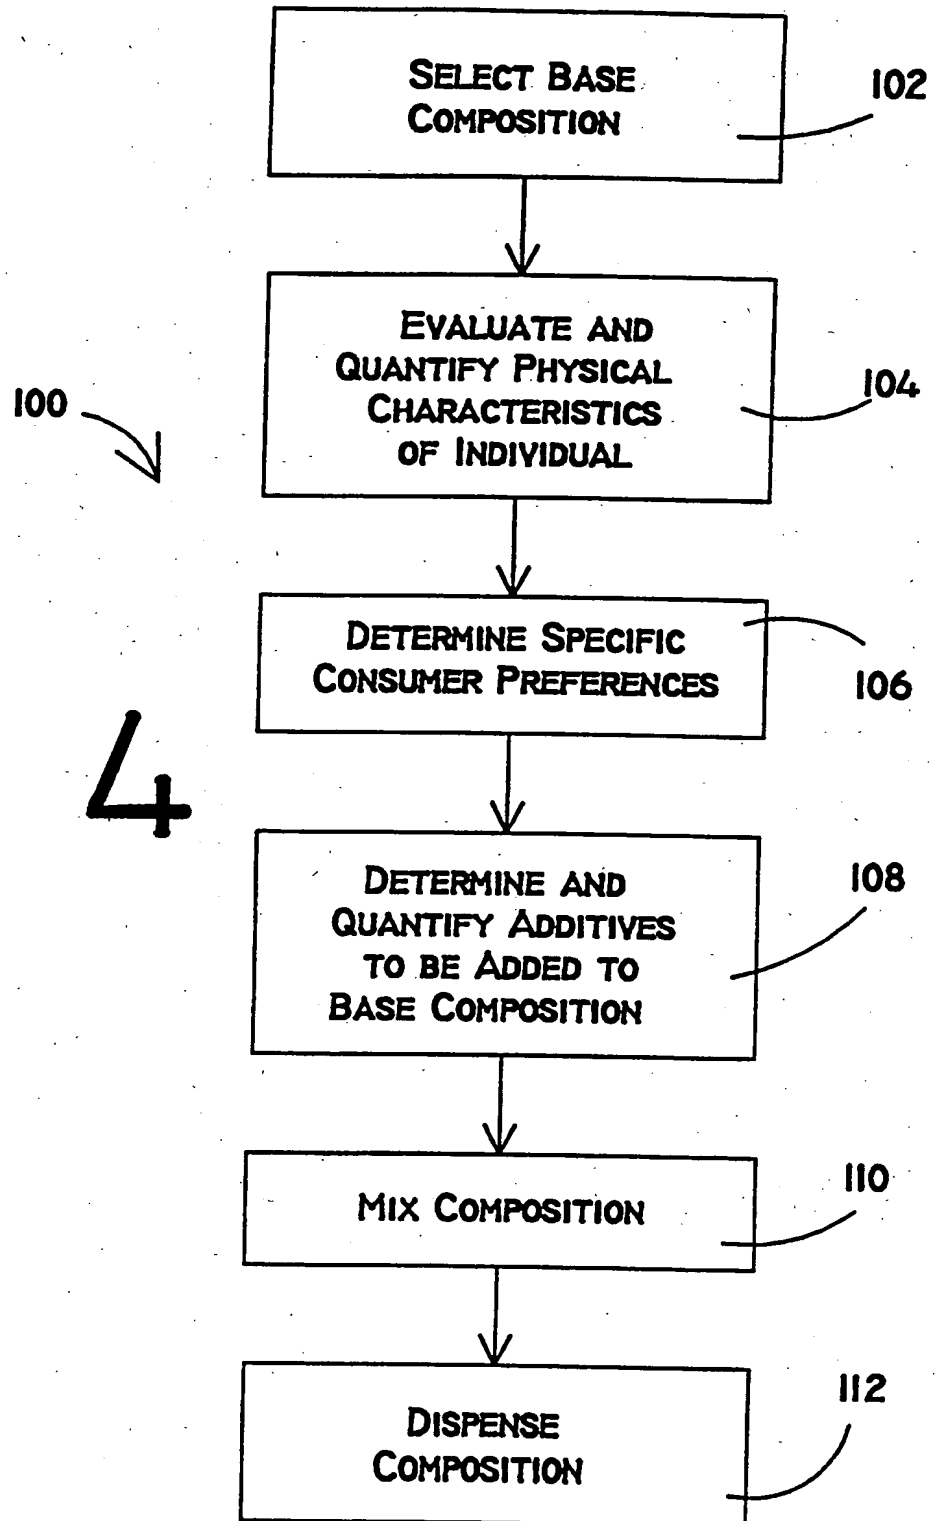 SELECT BASE
COMPOSITION
102
EVALUATE AND
QUANTIFY PHYSICAL
CHARACTERISTICS
OF INDIVIDUAL
104
100
DETERMINE SPECIFIC
CONSUMER PREFERENCES
106
4
DETERMINE AND
QUANTIFY ADDITIVES
TO BE ADDED TO
BASE COMPOSITION
108
MIX COMPOSITION
110
DISPENSE
COMPOSITION
112